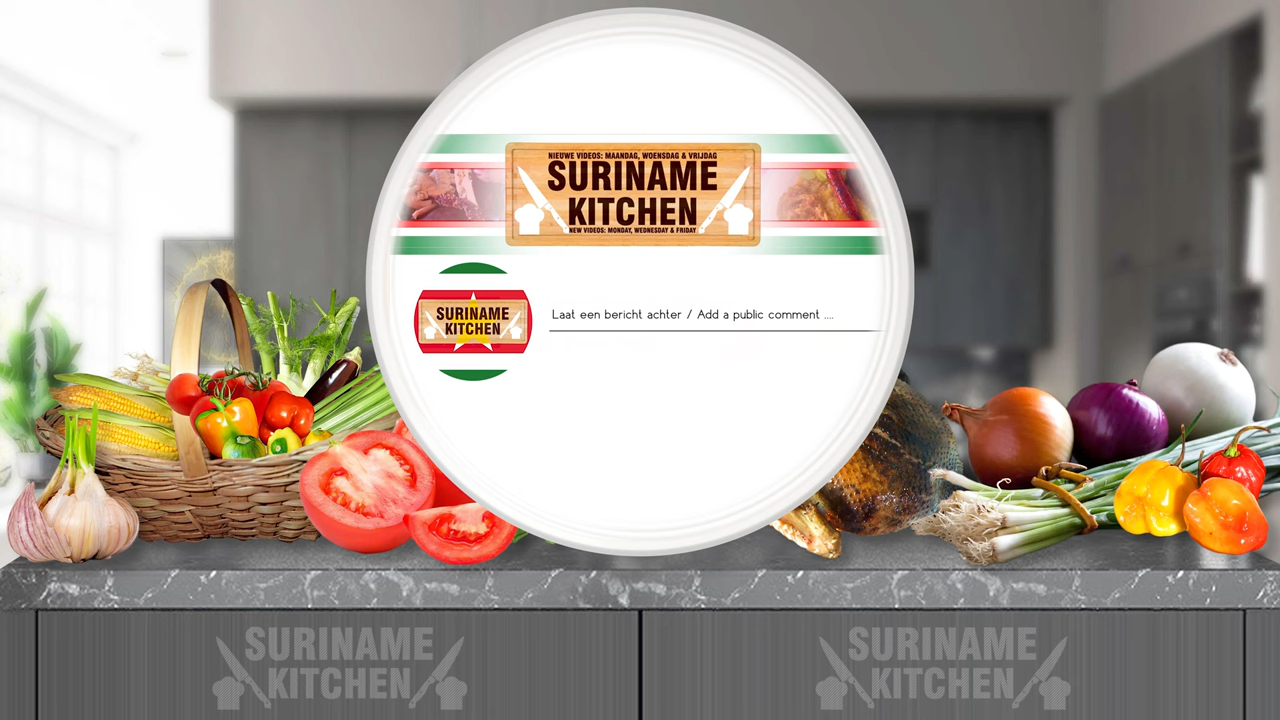 NIEUWE VIDEOS: MAANDAG, WOENSDAG & VRIJDAG
SURINAME
KITCHEN
NEW VIDEOS: MONDAY, WEDNESDAY & FRIDAY
SURINAME
KITCHEN
Laat een bericht achter / Add a public comment ....
SURINAME
KITCHEN
SURINAME
KITCHEN